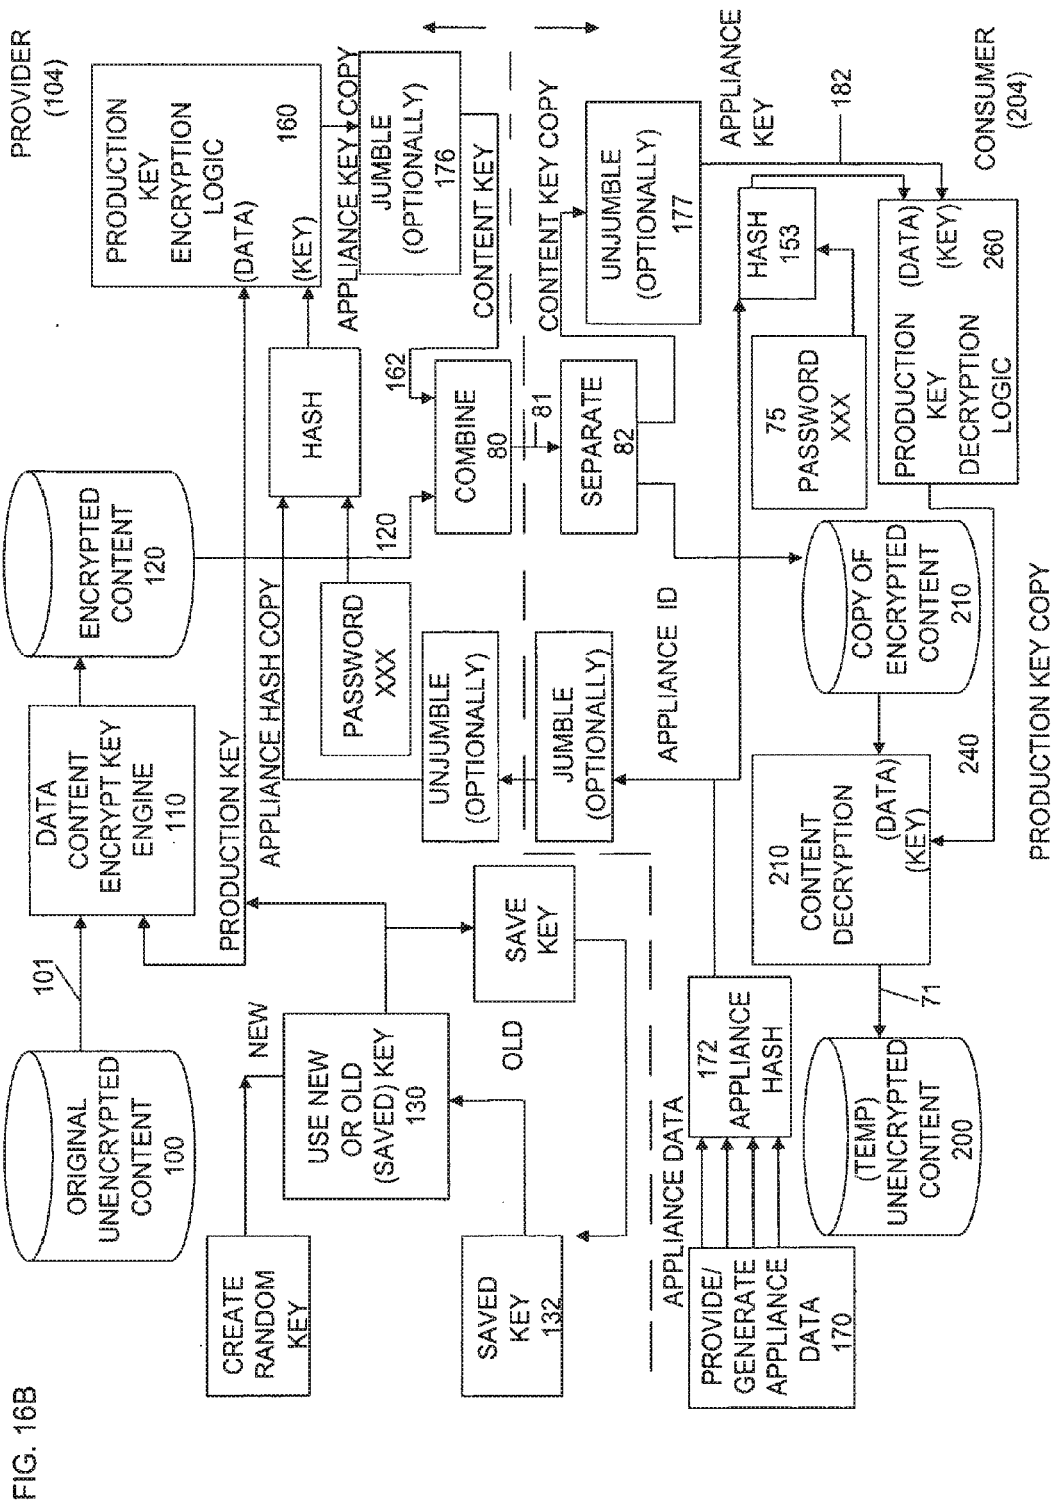 FIG. 16B
PROVIDER
(104)
ORIGINAL
UNENCRYPTED
CONTENT
100
101
DATA
CONTENT
ENCRYPT KEY
ENGINE
110
ENCRYPTED
CONTENT
120
PRODUCTION
KEY
ENCRYPTION
LOGIC
(DATA)
(KEY)
160
CREATE
RANDOM
KEY
NEW
USE NEW
OR OLD
(SAVED) KEY
130
PRODUCTION KEY
APPLIANCE HASH COPY
HASH
PASSWORD
XXX
120
APPLIANCE KEY COPY
JUMBLE
(OPTIONALLY)
176
CONTENT KEY
162
SAVED
KEY
132
OLD
SAVE
KEY
UNJUMBLE
(OPTIONALLY)
COMBINE
80
81
JUMBLE
(OPTIONALLY)
SEPARATE
82
CONTENT KEY COPY
UNJUMBLE
(OPTIONALLY)
177
APPLIANCE
KEY
182
APPLIANCE DATA
PROVIDE/
GENERATE
APPLIANCE
DATA
170
172
APPLIANCE
HASH
APPLIANCE ID
HASH
153
75
PASSWORD
XXX
CONSUMER
(204)
(TEMP)
UNENCRYPTED
CONTENT
200
71
210
CONTENT
DECRYPTION
(DATA)
(KEY)
COPY OF
ENCRYPTED
CONTENT
210
240
PRODUCTION
KEY
DECRYPTION
LOGIC
(DATA)
(KEY)
260
PRODUCTION KEY COPY